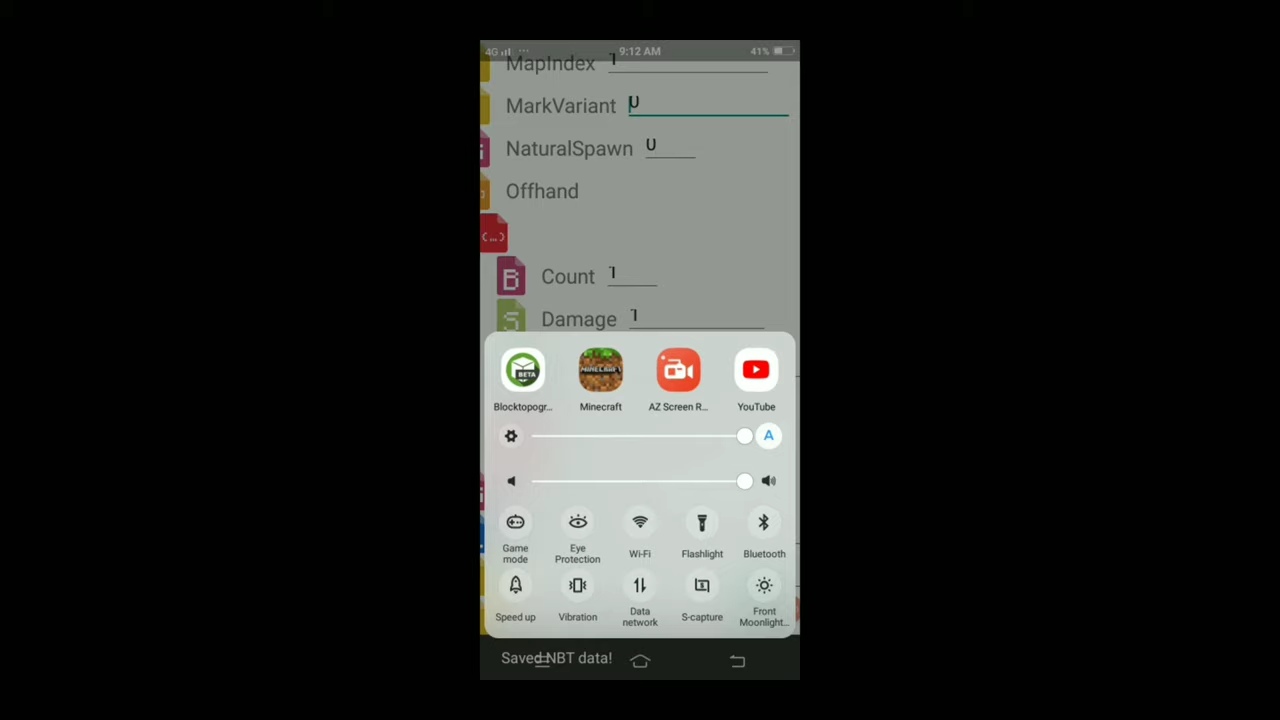 4G 9:12 AM 41%
MapIndex 1
MarkVariant 0
NaturalSpawn 0
Offhand
(...)
B Count 1
S Damage 1
BETA MINECRAFT
Blocktopogr... Minecraft AZ Screen R... YouTube
A
Game mode Eye Protection Wi-Fi Flashlight Bluetooth
Speed up Vibration Data network S-capture Front Moonlight...
Saved NBT data!